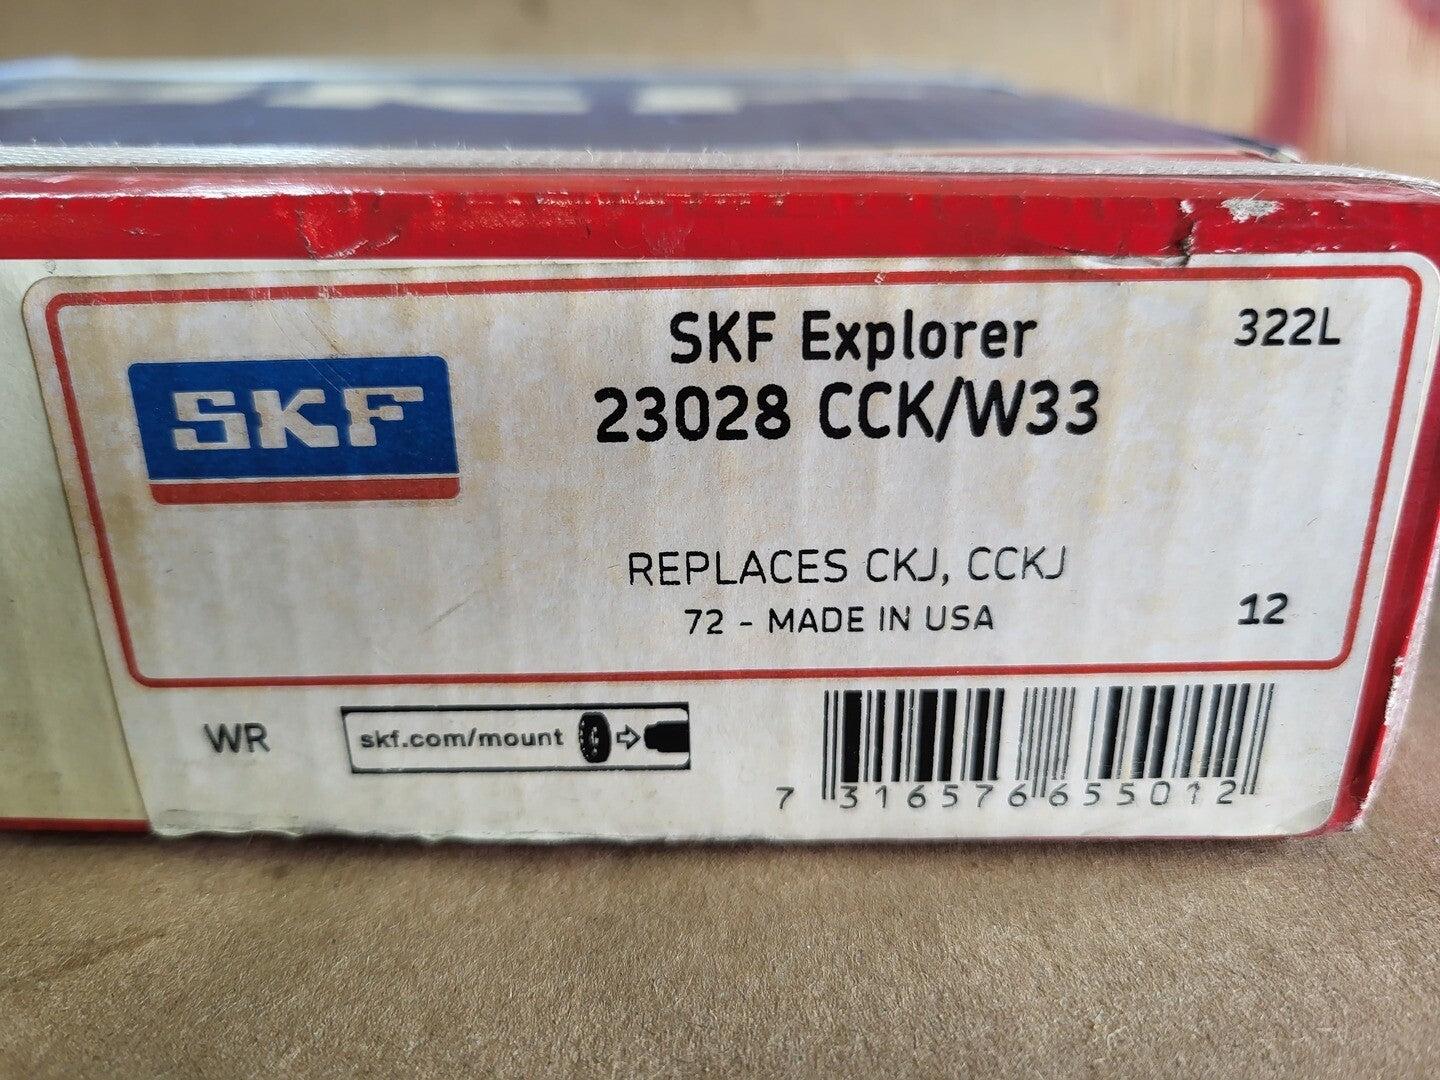 SKF Explorer
322L
23028 CCK/W33
SKF
REPLACES CKJ, CCKJ
72 - MADE IN USA
12
WR
skf.com/mount
7 316576 655012